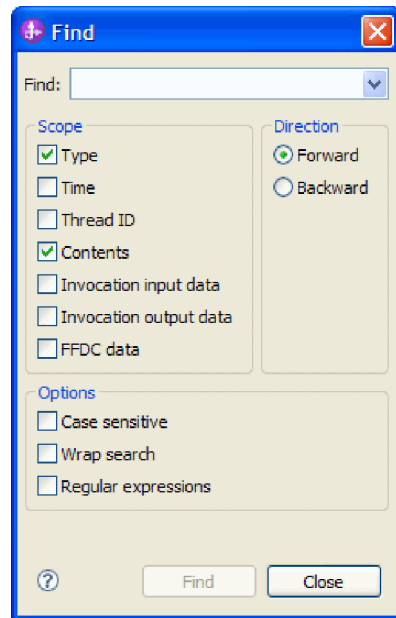 Find
Find:
Scope
Type
Time
Thread ID
Contents
Invocation input data
Invocation output data
FFDC data
Direction
Forward
Backward
Options
Case sensitive
Wrap search
Regular expressions
?
Find
Close